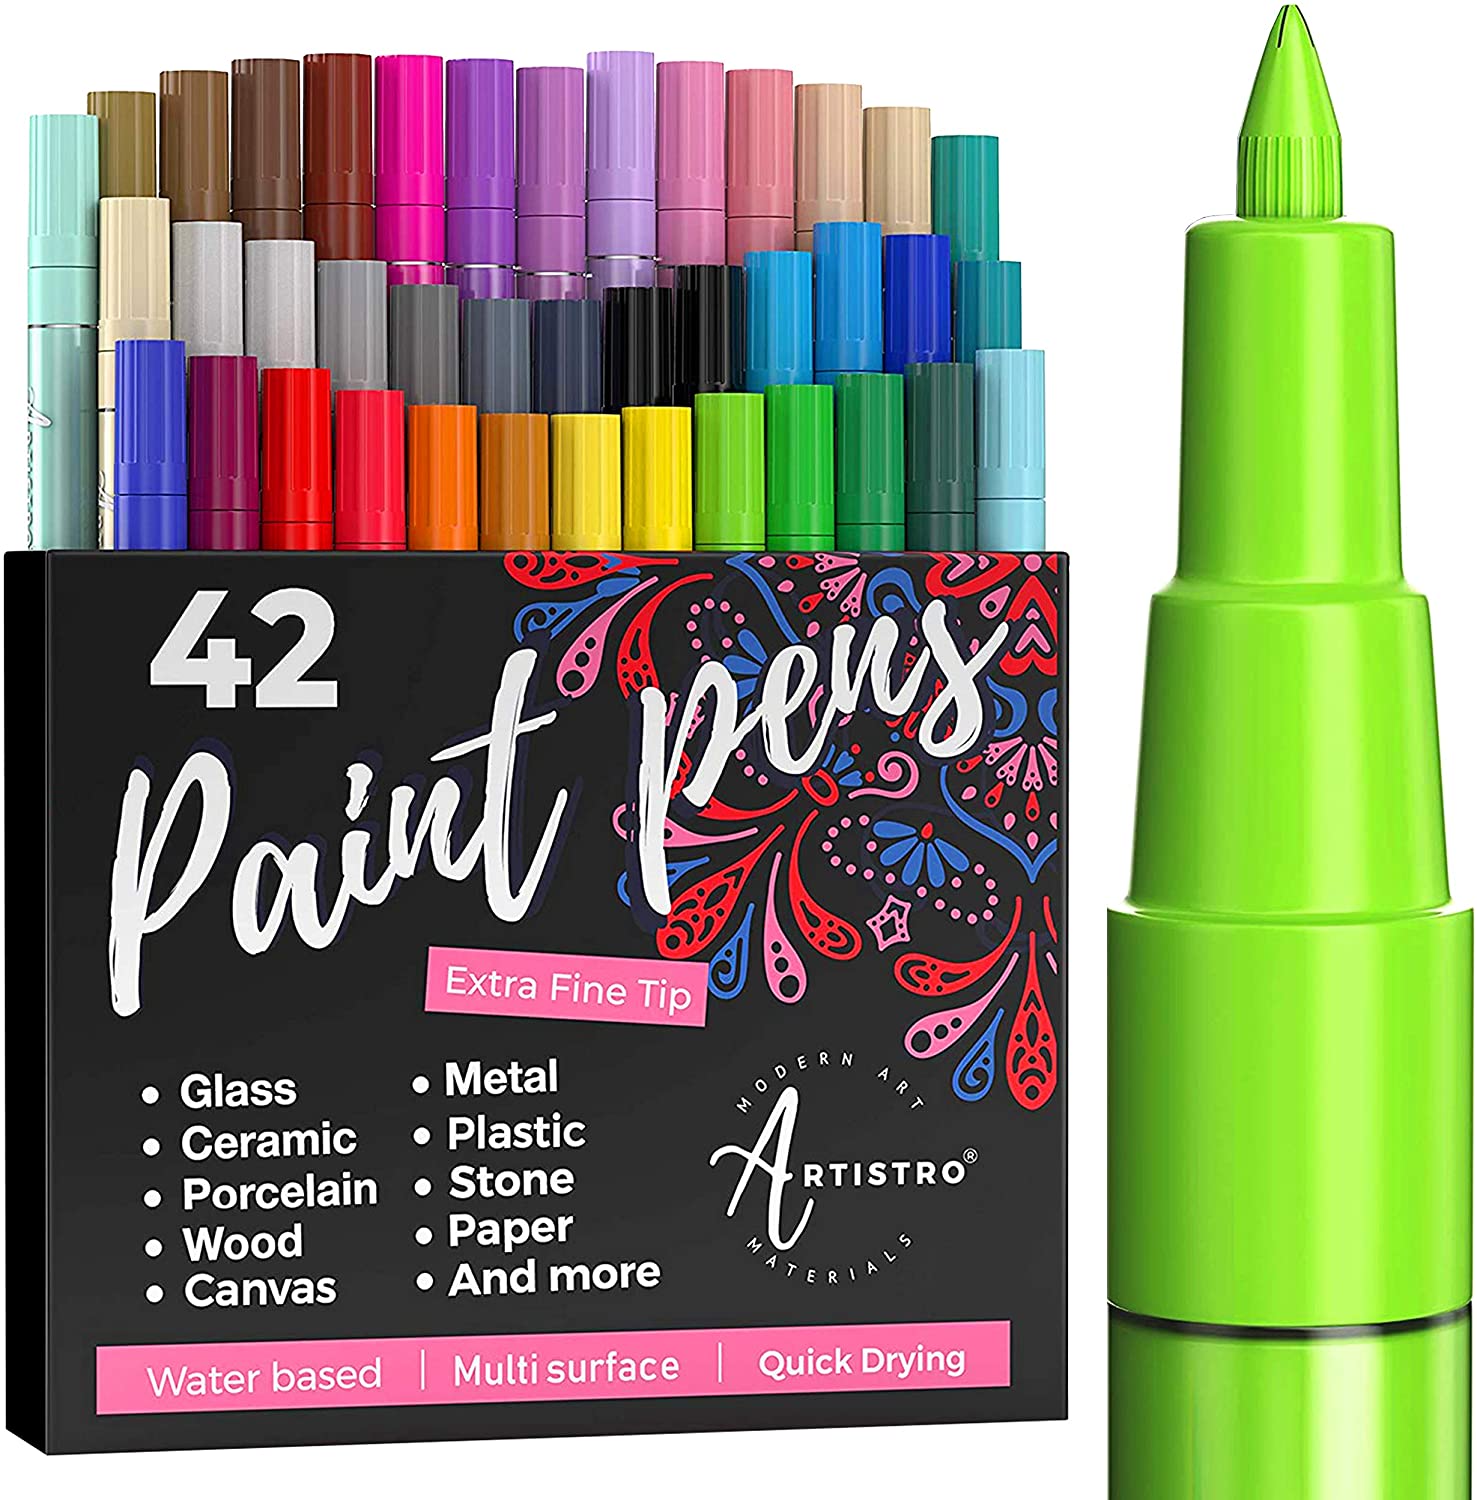 42
Paint pens
Extra Fine Tip
• Glass
• Ceramic
• Porcelain
• Wood
• Canvas
• Metal
• Plastic
• Stone
• Paper
• And more
MODERN ART
ARTISTRO®
MATERIALS
Water based | Multi surface | Quick Drying